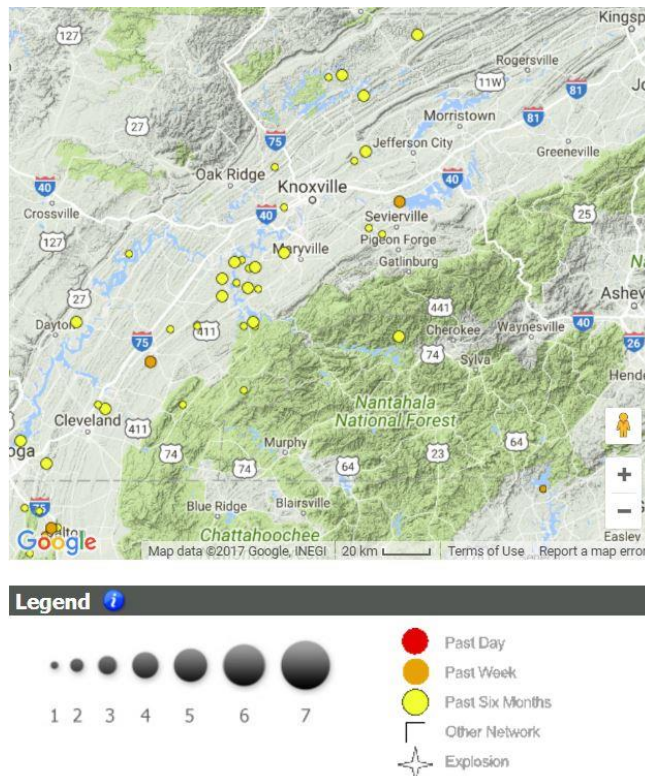 Kingsp
127
Rogersville
11W
81
27
Morristown
81
Jo
75
Jefferson City
Greeneville
Oak Ridge
40
Knoxville
40
Crossville
40
Sevierville
25
127
Maryville
Pigeon Forge
Gatlinburg
Na
27
441
Ashev
Dayton
75
411
Cherokee
Waynesville
40
74
Sylva
26
Hende
Nantahala
National Forest
Cleveland
411
oga
74
Murphy
64
23
64
74
75
Blue Ridge
Blairsville
Chattahoochee
Easley
Google
Map data ©2017 Google, INEGI
20 km
Terms of Use
Report a map error
Legend i
1 2 3 4 5 6 7
Past Day
Past Week
Past Six Months
Other Network
Explosion